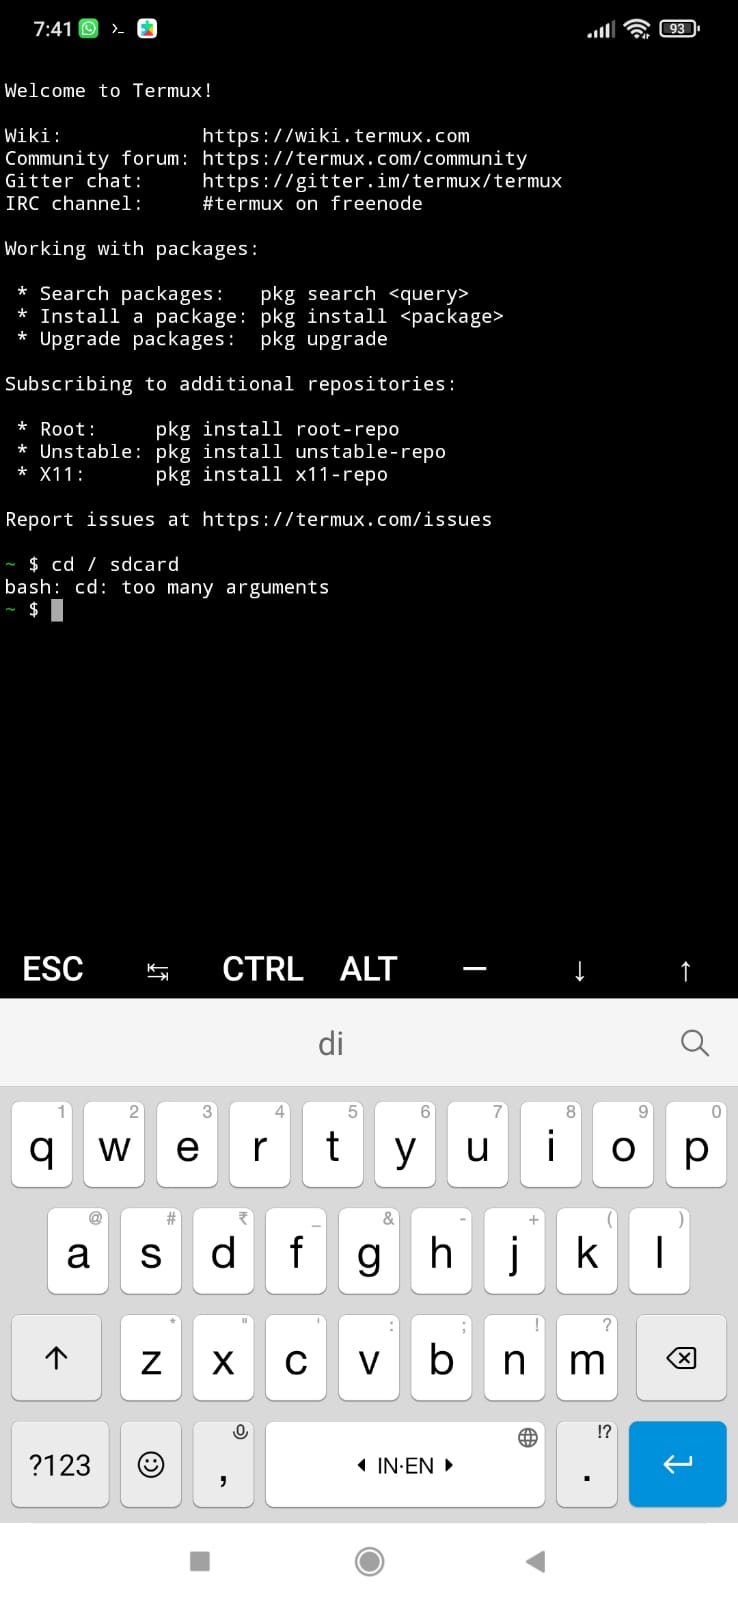 7:41 93
Welcome to Termux!
Wiki: https://wiki.termux.com
Community forum: https://termux.com/community
Gitter chat: https://gitter.im/termux/termux
IRC channel: #termux on freenode
Working with packages:
* Search packages: pkg search <query>
* Install a package: pkg install <package>
* Upgrade packages: pkg upgrade
Subscribing to additional repositories:
* Root: pkg install root-repo
* Unstable: pkg install unstable-repo
* X11: pkg install x11-repo
Report issues at https://termux.com/issues
~ $ cd / sdcard
bash: cd: too many arguments
~ $
ESC ↹ CTRL ALT — ↓ ↑
di
1 2 3 4 5 6 7 8 9 0
q w e r t y u i o p
@ # ₹ _ & - + ( )
a s d f g h j k l
* " ' : ; ! ?
z x c v b n m
!?
?123 , IN·EN .